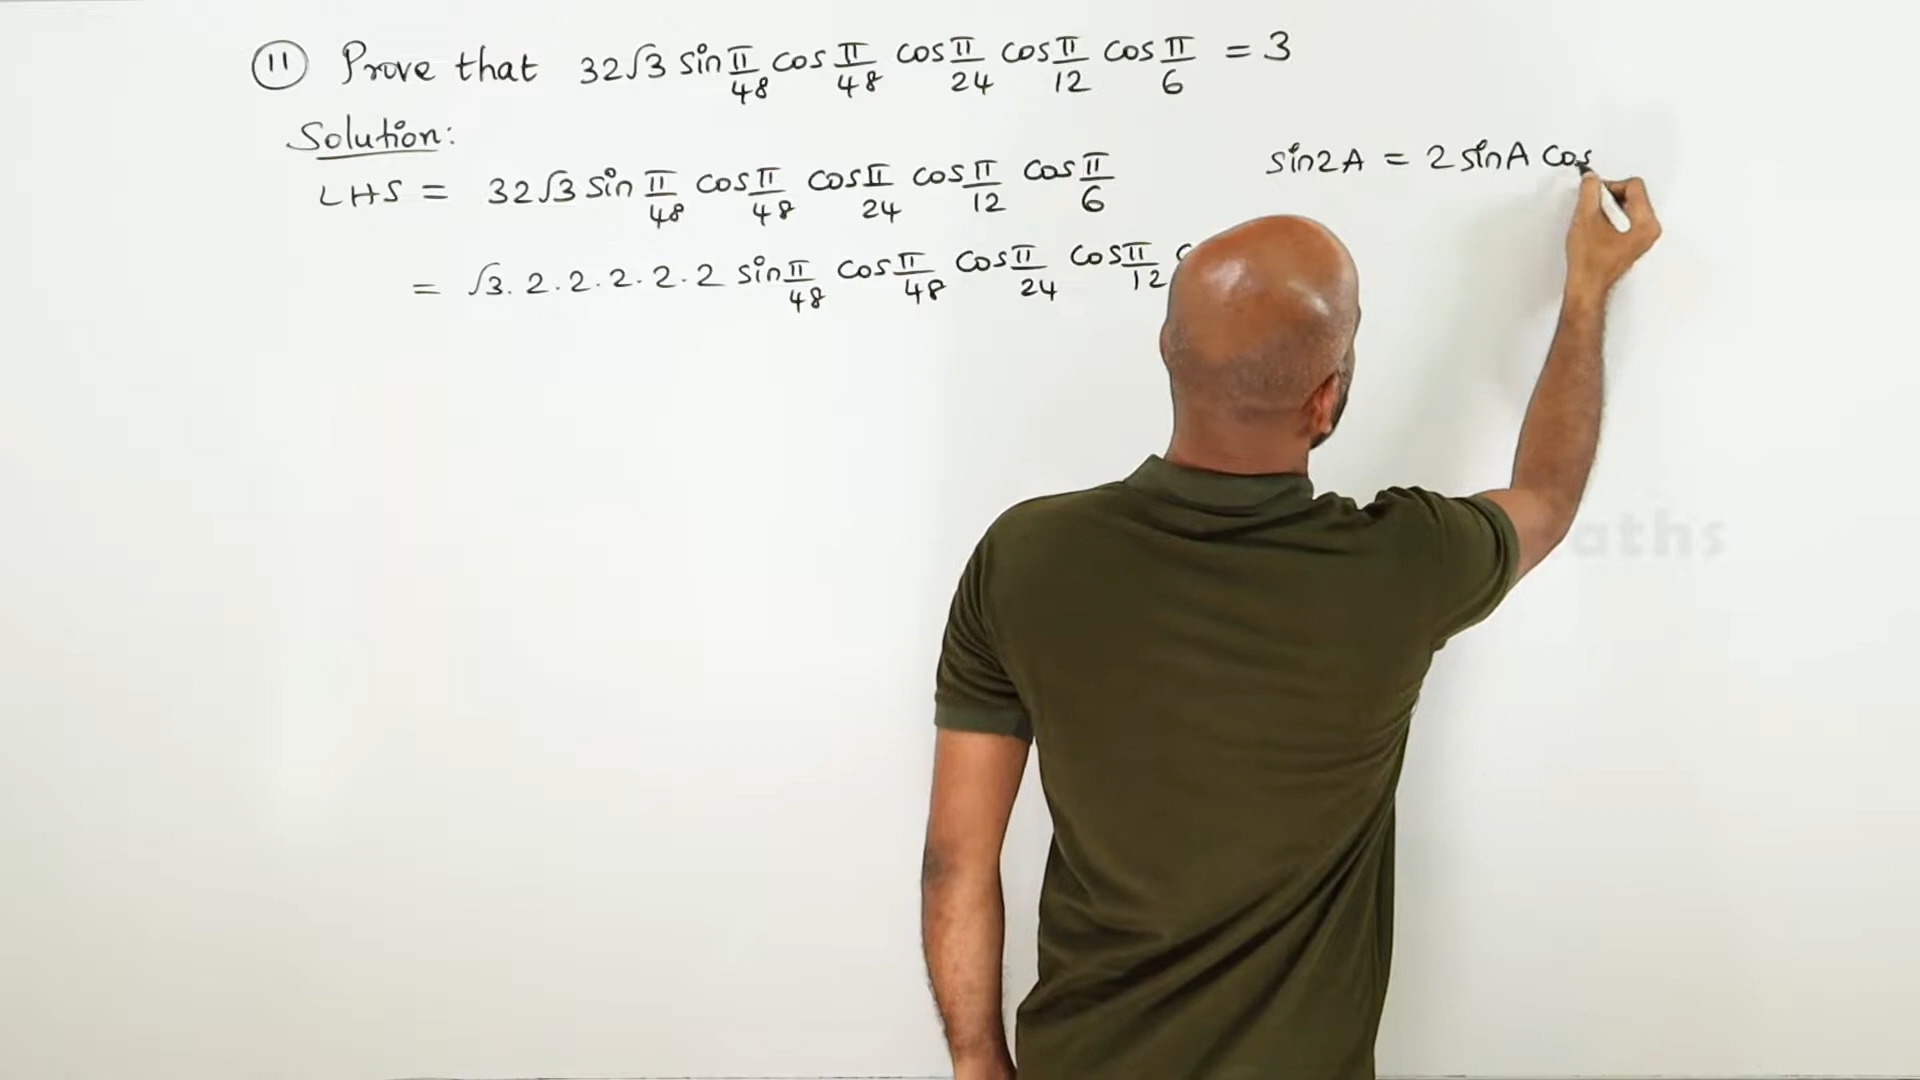 11 Prove that 32√3 sin π/48 cos π/48 cos π/24 cos π/12 cos π/6 = 3
Solution:
LHS = 32√3 sin π/48 cos π/48 cos π/24 cos π/12 cos π/6
sin2A = 2 sinA cos
= √3. 2. 2. 2. 2. 2 sin π/48 cos π/48 cos π/24 cos π/12
aths